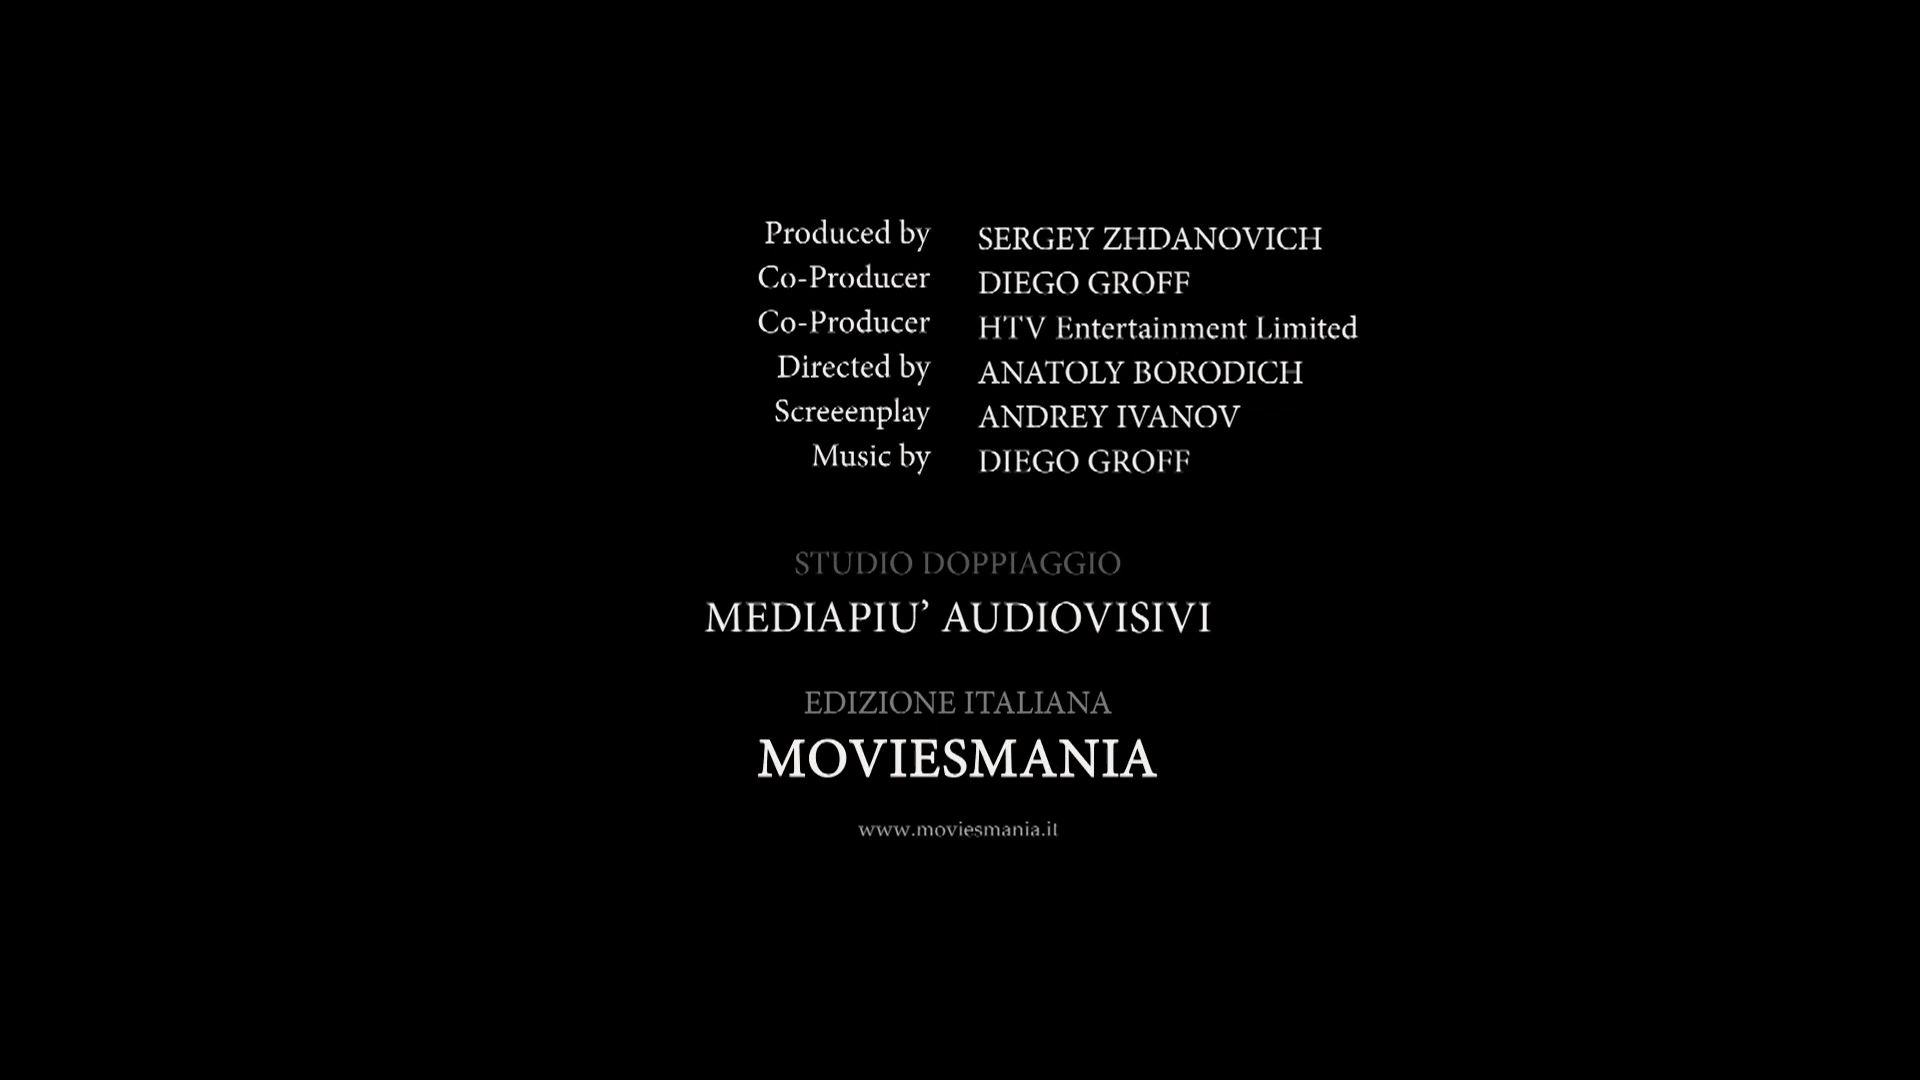 Produced by SERGEY ZHDANOVICH
Co-Producer DIEGO GROFF
Co-Producer HTV Entertainment Limited
Directed by ANATOLY BORODICH
Screeenplay ANDREY IVANOV
Music by DIEGO GROFF
STUDIO DOPPIAGGIO
MEDIAPIU’ AUDIOVISIVI
EDIZIONE ITALIANA
MOVIESMANIA
www.moviesmania.it